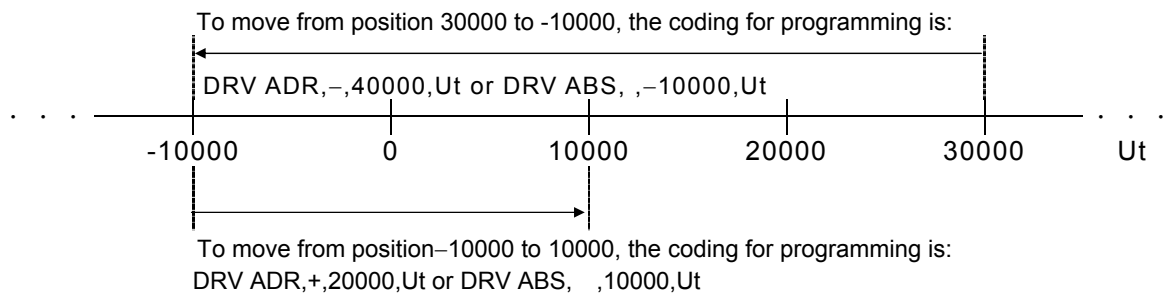 To move from position 30000 to -10000, the coding for programming is:
DRV ADR,−,40000,Ut or DRV ABS, ,−10000,Ut
. . . . . .
-10000 0 10000 20000 30000 Ut
To move from position−10000 to 10000, the coding for programming is:
DRV ADR,+,20000,Ut or DRV ABS, ,10000,Ut